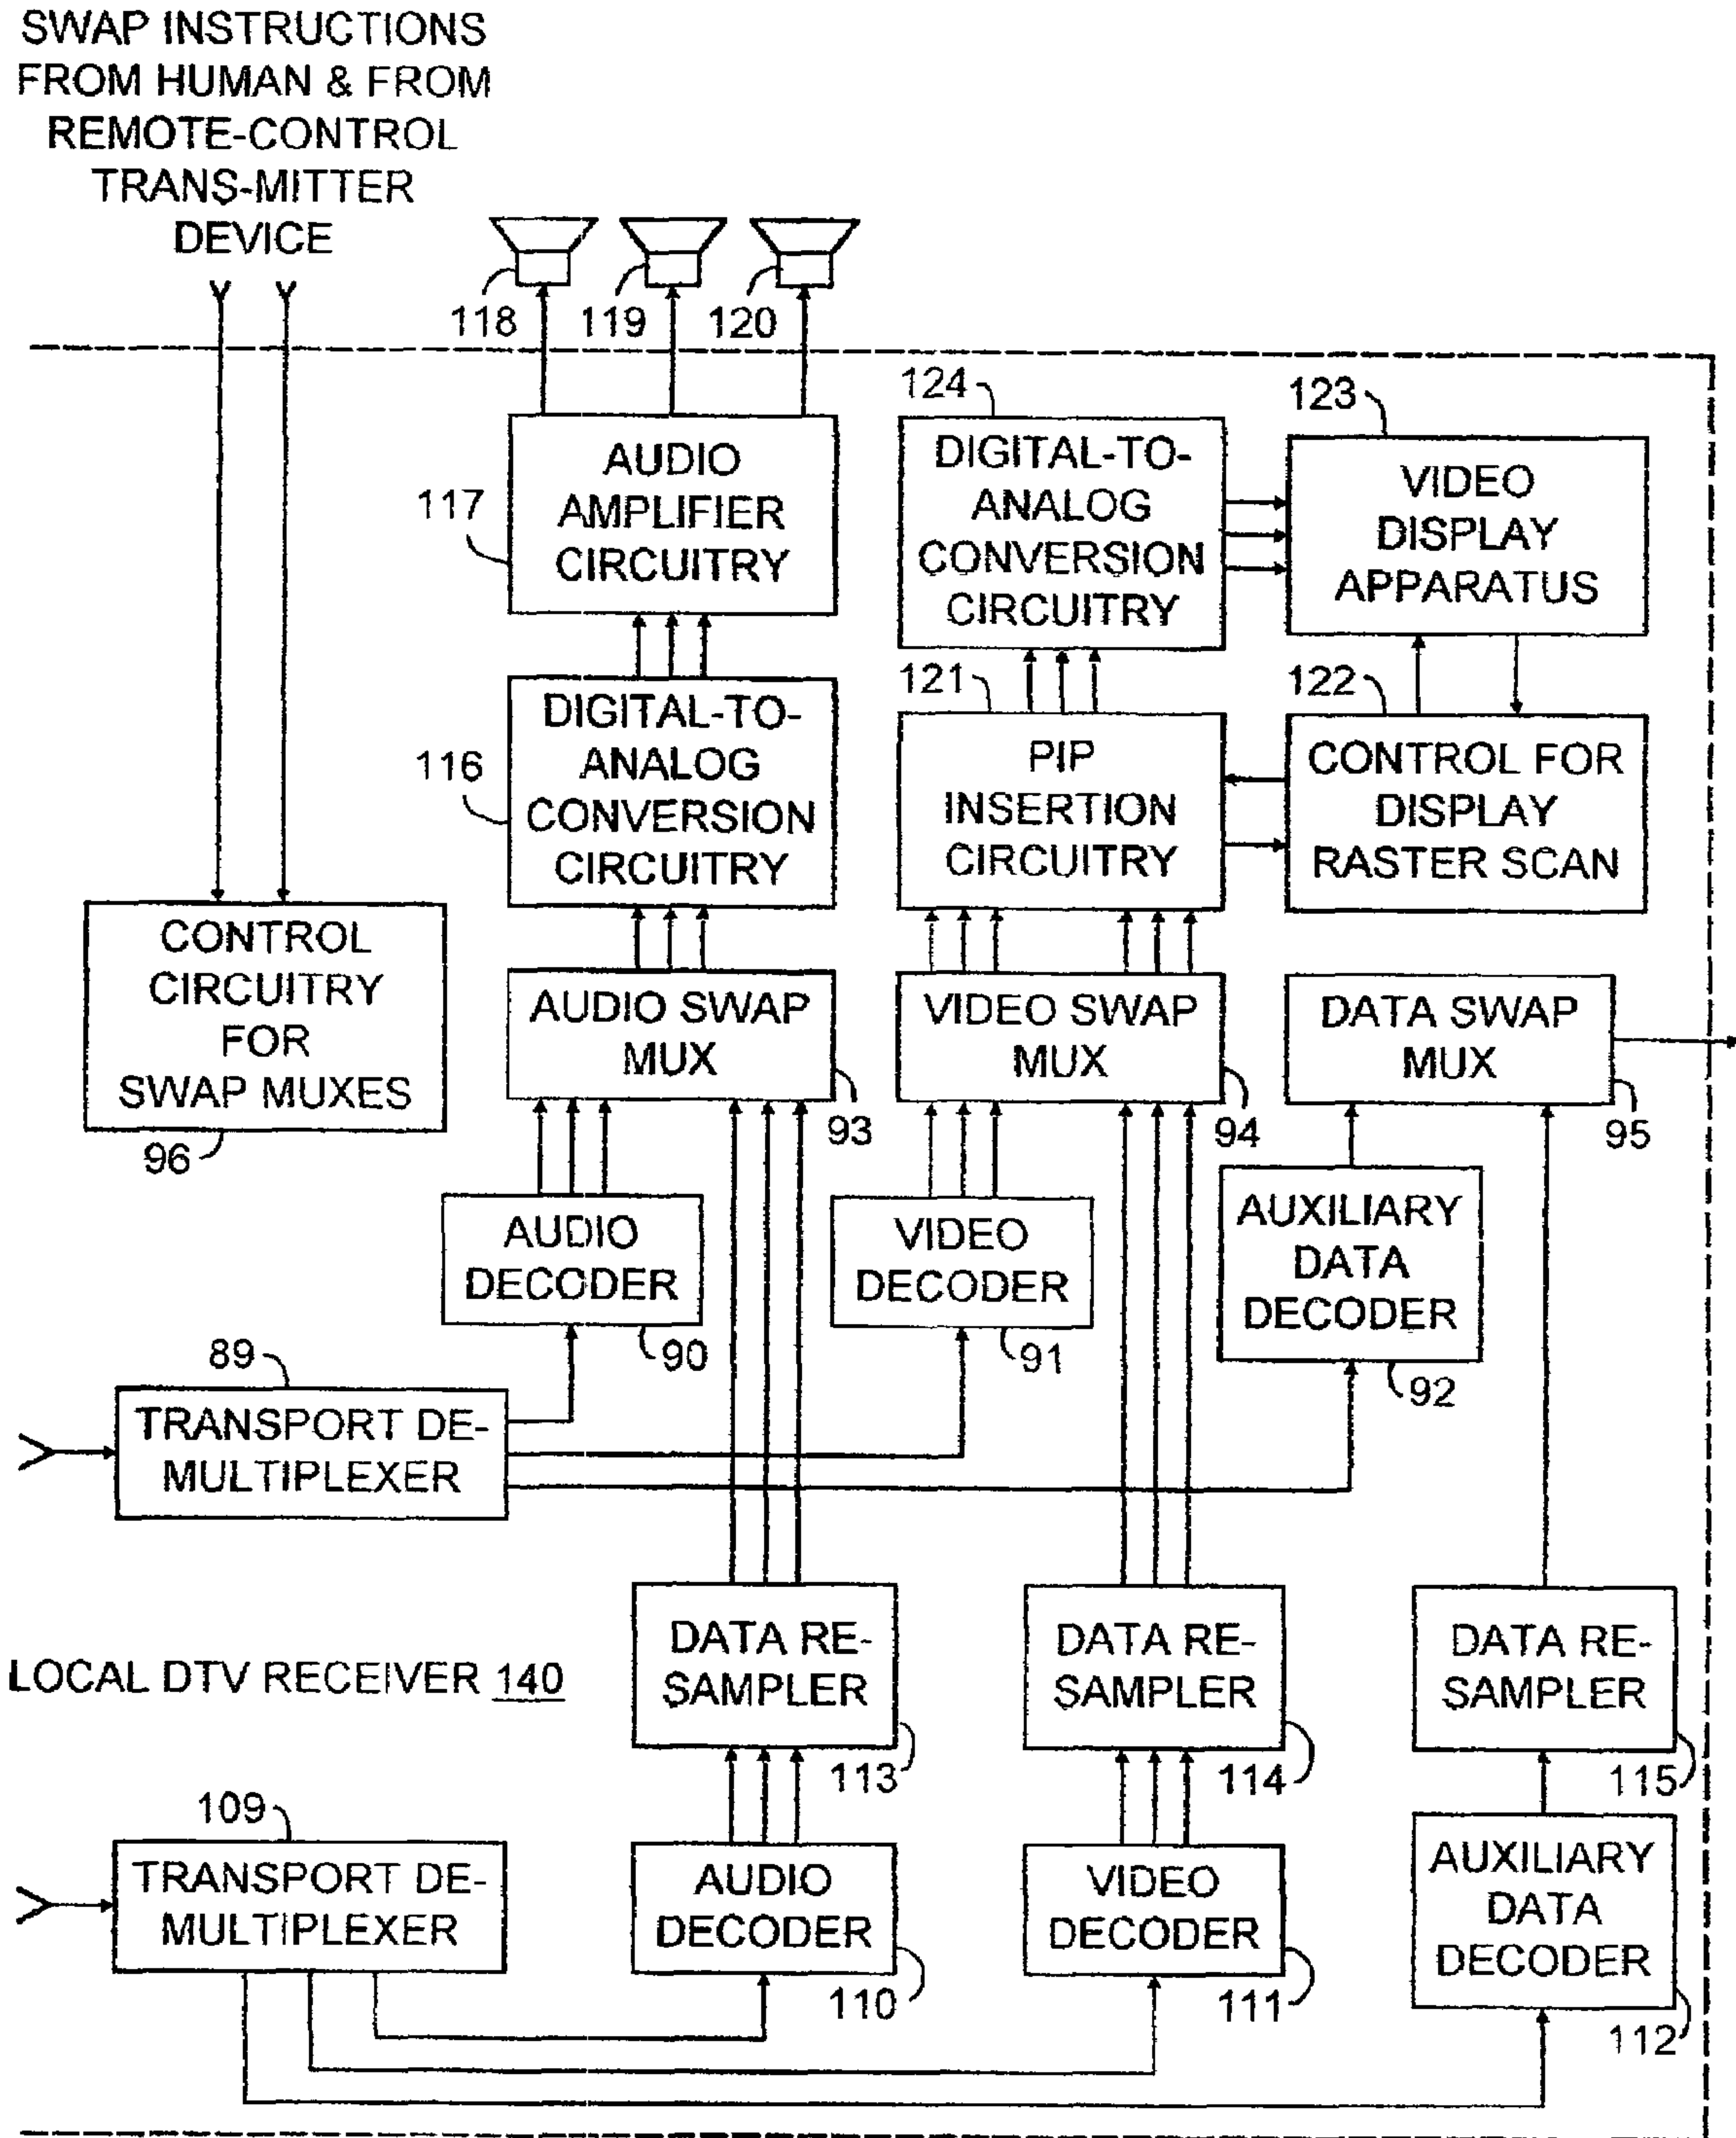 SWAP INSTRUCTIONS
FROM HUMAN & FROM
REMOTE-CONTROL
TRANS-MITTER
DEVICE
118
119
120
124
123
117
AUDIO
AMPLIFIER
CIRCUITRY
DIGITAL-TO-
ANALOG
CONVERSION
CIRCUITRY
VIDEO
DISPLAY
APPARATUS
121
122
116
DIGITAL-TO-
ANALOG
CONVERSION
CIRCUITRY
PIP
INSERTION
CIRCUITRY
CONTROL FOR
DISPLAY
RASTER SCAN
CONTROL
CIRCUITRY
FOR
SWAP MUXES
96
AUDIO SWAP
MUX
93
VIDEO SWAP
MUX
94
DATA SWAP
MUX
95
AUDIO
DECODER
90
VIDEO
DECODER
91
AUXILIARY
DATA
DECODER
92
89
TRANSPORT DE-
MULTIPLEXER
LOCAL DTV RECEIVER 140
DATA RE-
SAMPLER
113
DATA RE-
SAMPLER
114
DATA RE-
SAMPLER
115
109
TRANSPORT DE-
MULTIPLEXER
AUDIO
DECODER
110
VIDEO
DECODER
111
AUXILIARY
DATA
DECODER
112